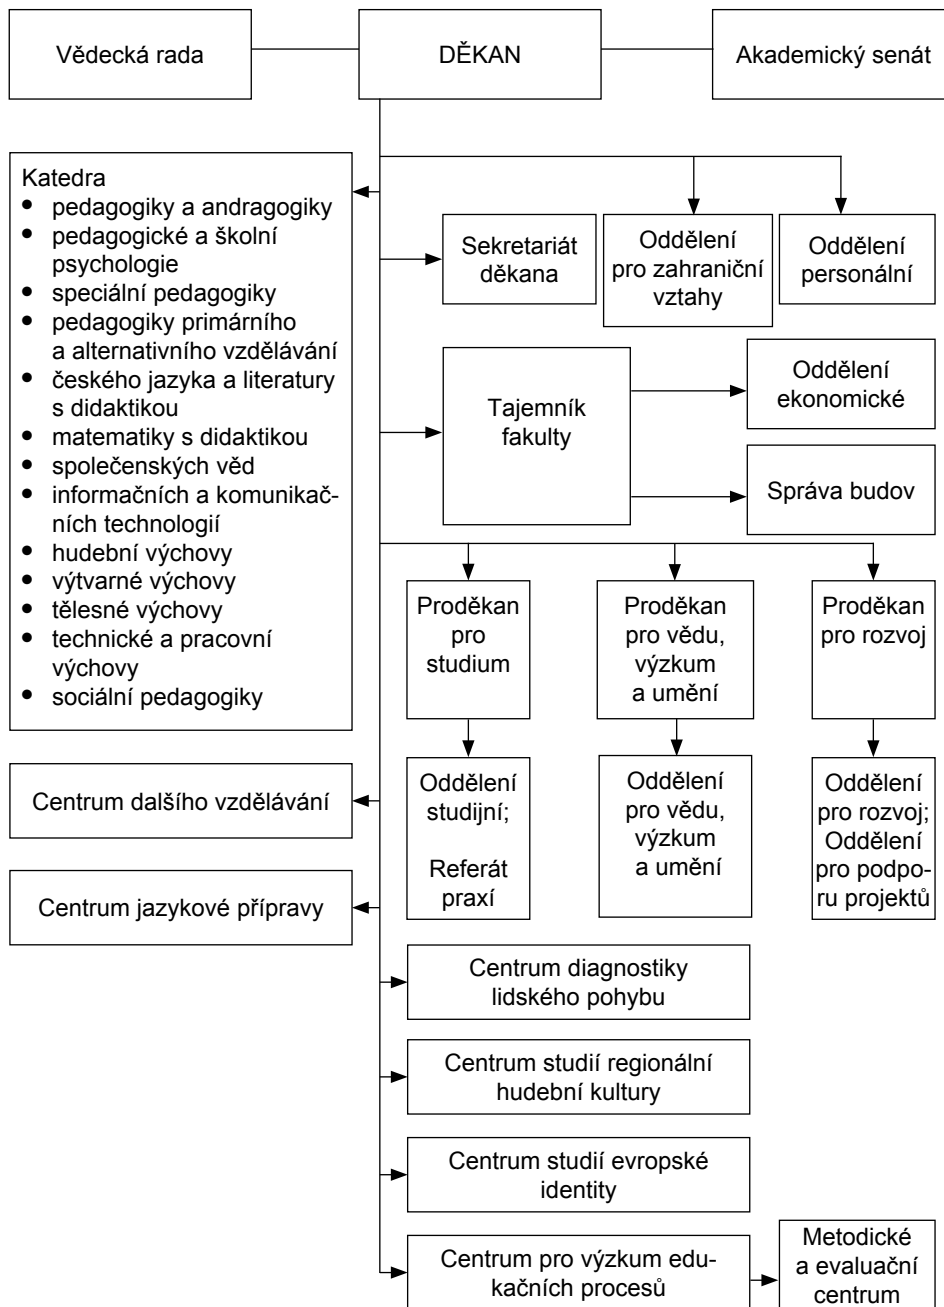 Vědecká rada
DĚKAN
Akademický senát
Katedra
• pedagogiky a andragogiky
• pedagogické a školní
psychologie
• speciální pedagogiky
• pedagogiky primárního
a alternativního vzdělávání
• českého jazyka a literatury
s didaktikou
• matematiky s didaktikou
• společenských věd
• informačních a komunikač-
ních technologií
• hudební výchovy
• výtvarné výchovy
• tělesné výchovy
• technické a pracovní
výchovy
• sociální pedagogiky
Sekretariát
děkana
Oddělení
pro zahraniční
vztahy
Oddělení
personální
Tajemník
fakulty
Oddělení
ekonomické
Správa budov
Proděkan
pro
studium
Proděkan
pro vědu,
výzkum
a umění
Proděkan
pro rozvoj
Oddělení
studijní;
Referát
praxí
Oddělení
pro vědu,
výzkum
a umění
Oddělení
pro rozvoj;
Oddělení
pro podpo-
ru projektů
Centrum dalšího vzdělávání
Centrum jazykové přípravy
Centrum diagnostiky
lidského pohybu
Centrum studií regionální
hudební kultury
Centrum studií evropské
identity
Centrum pro výzkum edu-
kačních procesů
Metodické
a evaluační
centrum